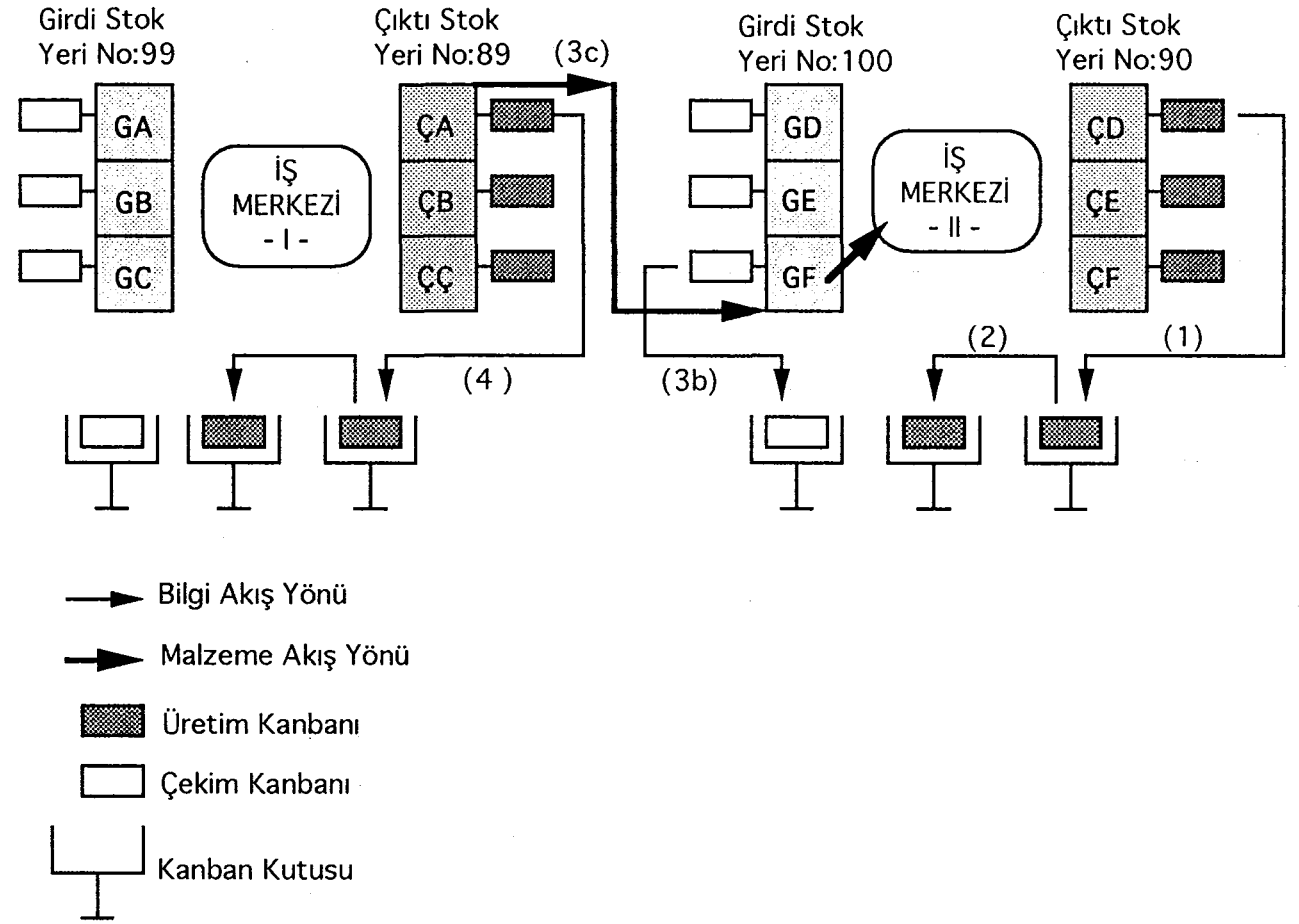 Girdi Stok
Yeri No:99
Çıktı Stok
Yeri No:89
(3c)
Girdi Stok
Yeri No:100
Çıktı Stok
Yeri No:90
GA
GB
GC
İŞ
MERKEZİ
- I -
ÇA
ÇB
ÇÇ
GD
GE
GF
İŞ
MERKEZİ
- II -
ÇD
ÇE
ÇF
(4 )
(3b)
(2)
(1)
Bilgi Akış Yönü
Malzeme Akış Yönü
Üretim Kanbanı
Çekim Kanbanı
Kanban Kutusu